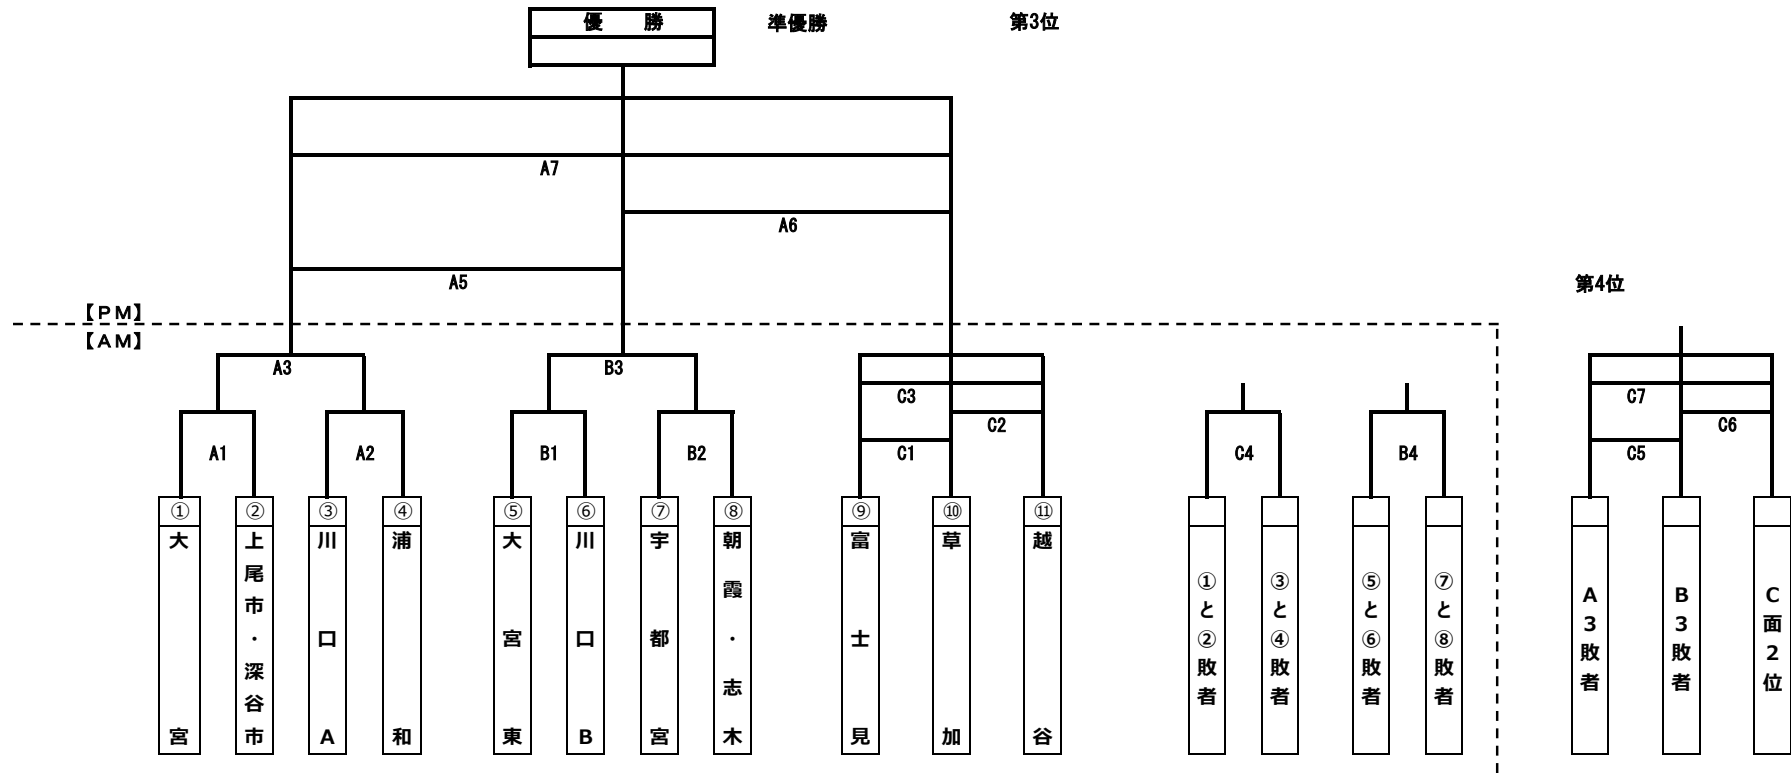 優　勝
準優勝
第3位
A7
A6
A5
第4位
【PM】
【AM】
A3
B3
C3
C7
C2
C6
A1
A2
B1
B2
C1
C4
B4
C5
①
②
③
④
⑤
⑥
⑦
⑧
⑨
⑩
⑪
大宮
上尾市・深谷市
川口A
浦和
大宮東
川口B
宇都宮
朝霞・志木
富士見
草加
越谷
①と②敗者
③と④敗者
⑤と⑥敗者
⑦と⑧敗者
A3敗者
B3敗者
C面2位